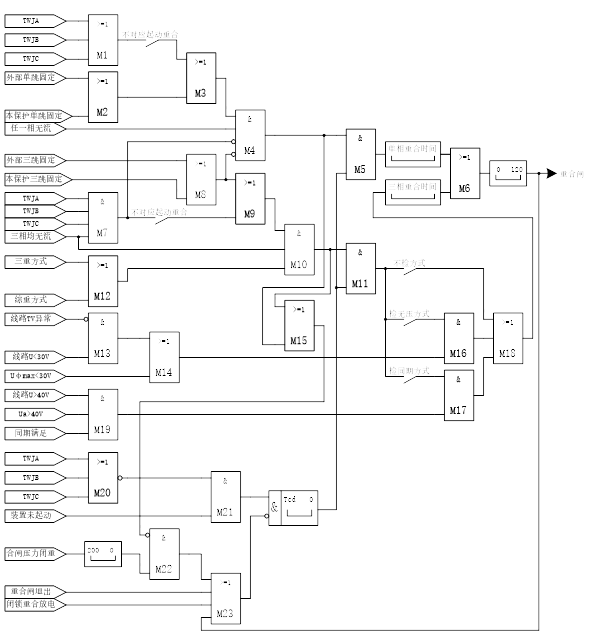 TWJA
TWJB
TWJC
外部单跳固定
本保护单跳固定
任一相无流
外部三跳固定
本保护三跳固定
TWJA
TWJB
TWJC
三相均无流
三重方式
综重方式
线路TV异常
线路U<30V
Uφmax<30V
线路U>40V
Ua>40V
同期满足
TWJA
TWJB
TWJC
装置未起动
合闸压力闭重
重合闸退出
闭锁重合放电
>=1
M1
不对应起动重合
>=1
M2
>=1
M3
&
M4
&
M5
单相重合时间
三相重合时间
>=1
M6
0 120
重合闸
&
M7
不对应起动重合
>=1
M8
>=1
M9
&
M10
&
M11
>=1
M12
&
M13
>=1
M14
>=1
M15
不检方式
检无压方式
检同期方式
&
M16
&
M17
>=1
M18
&
M19
>=1
M20
&
M21
&
Tcd 0
200 0
&
M22
>=1
M23